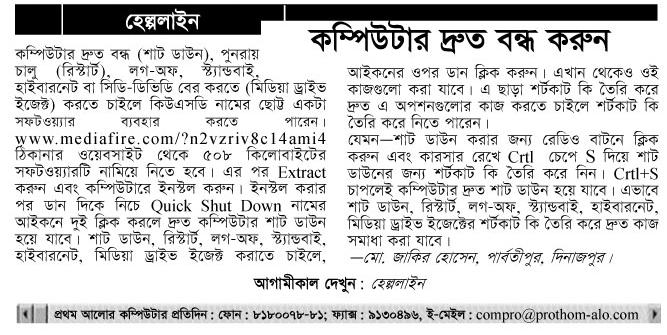 হেল্পলাইন
কম্পিউটার দ্রুত বন্ধ করুন
কম্পিউটার দ্রুত বন্ধ (শাট ডাউন), পুনরায়
চালু (রিস্টার্ট), লগ-অফ, স্ট্যান্ডবাই,
হাইবারনেট বা সিডি-ডিভিডি বের করতে (মিডিয়া ড্রাইভ
ইজেক্ট) করতে চাইলে কিউএসডি নামের ছোট্ট একটা
সফটওয়্যার ব্যবহার করতে পারেন।
www.mediafire.com/?n2vzriv8c14ami4
ঠিকানার ওয়েবসাইট থেকে ৫০৮ কিলোবাইটের
সফটওয়্যারটি নামিয়ে নিতে হবে। এর পর Extract
করুন এবং কম্পিউটারে ইনস্টল করুন। ইনস্টল করার
পর ডান দিকে নিচে Quick Shut Down নামের
আইকনে দুই ক্লিক করলে দ্রুত কম্পিউটার শাট ডাউন
হয়ে যাবে। শাট ডাউন, রিস্টার্ট, লগ-অফ, স্ট্যান্ডবাই,
হাইবারনেট, মিডিয়া ড্রাইভ ইজেক্ট করাতে চাইলে,
আইকনের ওপর ডান ক্লিক করুন। এখান থেকেও ওই
কাজগুলো করা যাবে। এ ছাড়া শর্টকাট কি তৈরি করে
দ্রুত এ অপশনগুলোর কাজ করতে চাইলে শর্টকাট কি
তৈরি করে নিতে পারেন।
যেমন—শাট ডাউন করার জন্য রেডিও বাটনে ক্লিক
করুন এবং কারসার রেখে Crtl চেপে S দিয়ে শাট
ডাউনের জন্য শর্টকাট কি তৈরি করে নিন। Crtl+S
চাপলেই কম্পিউটার দ্রুত শাট ডাউন হয়ে যাবে। এভাবে
শাট ডাউন, রিস্টার্ট, লগ-অফ, স্ট্যান্ডবাই, হাইবারনেট,
মিডিয়া ড্রাইভ ইজেক্টের শর্টকাট কি তৈরি করে দ্রুত কাজ
সমাধা করা যাবে।
—মো. জাকির হোসেন, পার্বতীপুর, দিনাজপুর।
আগামীকাল দেখুন : হেল্পলাইন
প্রথম আলোর কম্পিউটার প্রতিদিন : ফোন : ৮১৮০০৭৮-৮১; ফ্যাক্স : ৯১৩০৪৯৬, ই-মেইল : compro@prothom-alo.com